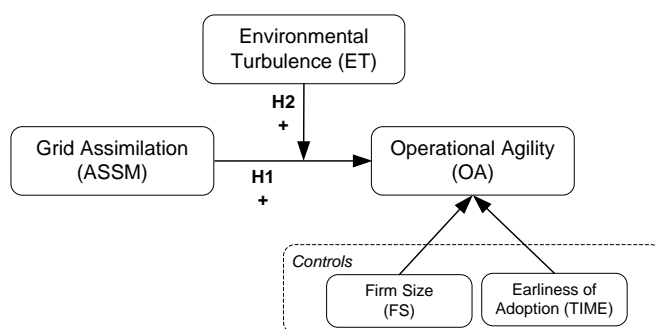 Environmental
Turbulence (ET)
H2
+
Grid Assimilation
(ASSM)
H1
+
Operational Agility
(OA)
Controls
Firm Size
(FS)
Earliness of
Adoption (TIME)